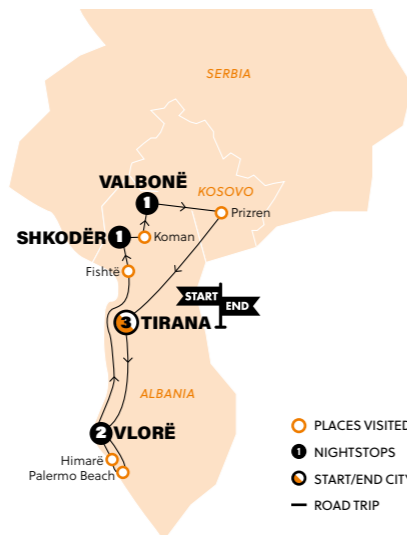 SERBIA
VALBONË
1
KOSOVO
Prizren
SHKODËR
1
Koman
Fishtë
START
END
3
TIRANA
ALBANIA
2
VLORË
Himarë
Palermo Beach
PLACES VISITED
1 NIGHTSTOPS
START/END CITY
ROAD TRIP